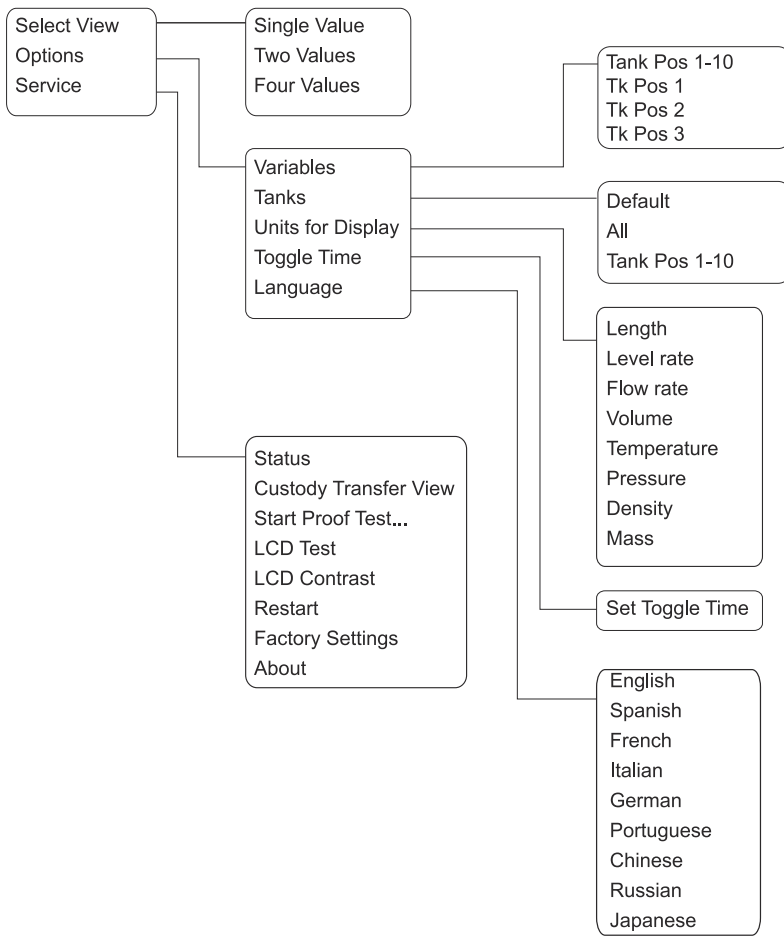 Select View
Options
Service
Single Value
Two Values
Four Values
Variables
Tanks
Units for Display
Toggle Time
Language
Status
Custody Transfer View
Start Proof Test...
LCD Test
LCD Contrast
Restart
Factory Settings
About
Tank Pos 1-10
Tk Pos 1
Tk Pos 2
Tk Pos 3
Default
All
Tank Pos 1-10
Length
Level rate
Flow rate
Volume
Temperature
Pressure
Density
Mass
Set Toggle Time
English
Spanish
French
Italian
German
Portuguese
Chinese
Russian
Japanese